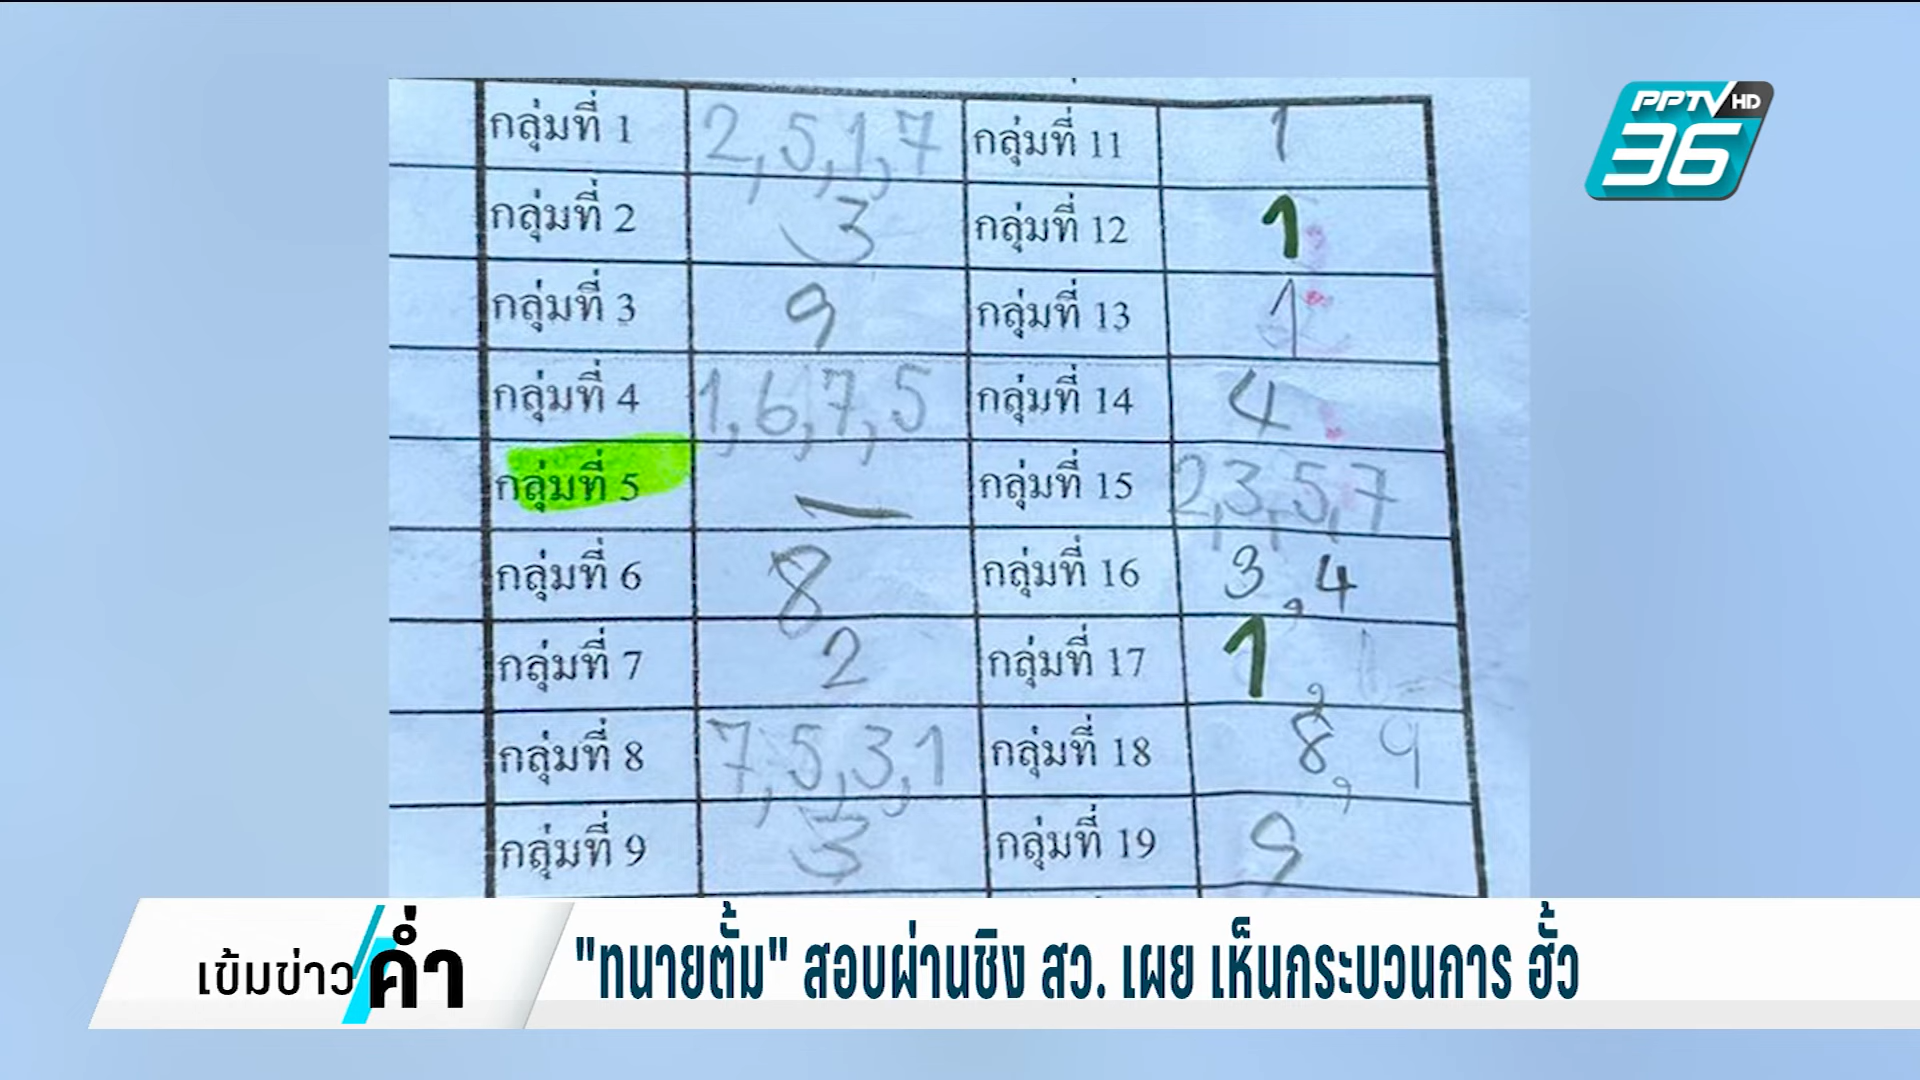 PPTV HD
36
กลุ่มที่ 1 2,5,1,7 กลุ่มที่ 11 1
กลุ่มที่ 2 3 กลุ่มที่ 12 1
กลุ่มที่ 3 9 กลุ่มที่ 13 1
กลุ่มที่ 4 1,6,7,5 กลุ่มที่ 14 4
กลุ่มที่ 5 — กลุ่มที่ 15 2,3,5,7
กลุ่มที่ 6 8 กลุ่มที่ 16 3,4
กลุ่มที่ 7 2 กลุ่มที่ 17 1,
กลุ่มที่ 8 7,5,3,1 กลุ่มที่ 18 8,9
กลุ่มที่ 9 3 กลุ่มที่ 19 9
เข้มข่าวค่ำ
"ทนายตั้ม" สอบผ่านชิง สว. เผย เห็นกระบวนการ ฮั้ว